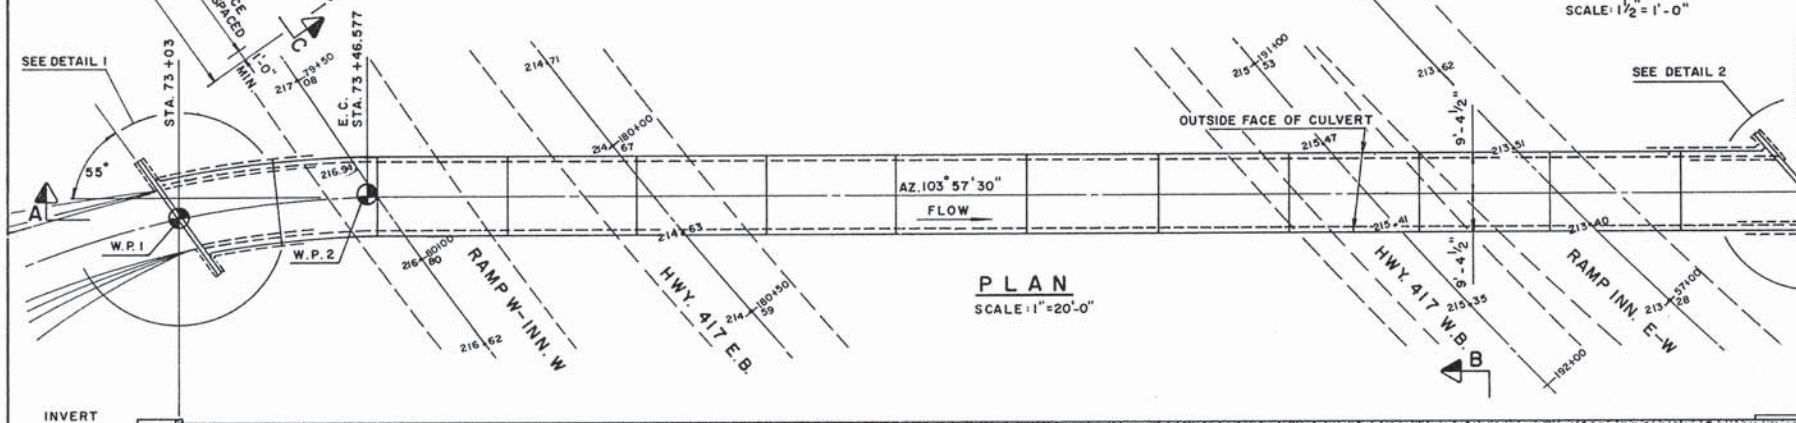 SCALE: 1½" = 1'-0"
SPACED
C
1'-0"
MIN.
SEE DETAIL 1
STA. 73 +03
E.C.
STA. 73 +46.577
79+50
217 08
214.71
180+00
214 67
191+00
215 53
213.62
SEE DETAIL 2
9'-4½"
OUTSIDE FACE OF CULVERT
215.47
213.51
55°
216.94
A
AZ. 103° 57' 30"
FLOW
W.P. 1
W.P. 2
214.63
215.41
213.40
216 80
RAMP W-INN. W
HWY. 417 E.B.
180+50
214 59
PLAN
SCALE: 1"=20'-0"
HWY. 417 W.B.
9'-4½"
215.35
RAMP INN. E-W
57+00
213 28
216.62
B
192+00
INVERT